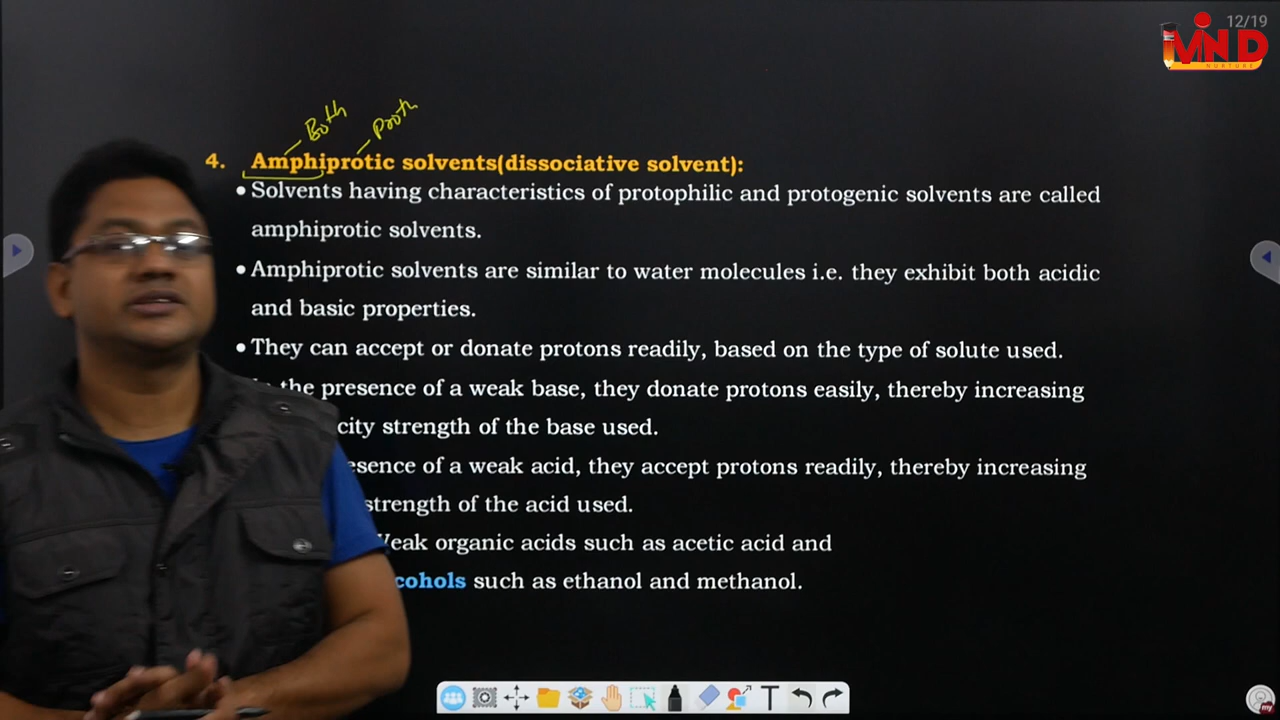 12/19
MIND
NURTURE
Both
4. Amphiprotic solvents(dissociative solvent):
• Solvents having characteristics of protophilic and protogenic solvents are called
amphiprotic solvents.
• Amphiprotic solvents are similar to water molecules i.e. they exhibit both acidic
and basic properties.
• They can accept or donate protons readily, based on the type of solute used.
the presence of a weak base, they donate protons easily, thereby increasing
city strength of the base used.
esence of a weak acid, they accept protons readily, thereby increasing
strength of the acid used.
Weak organic acids such as acetic acid and
cohols such as ethanol and methanol.
T
my